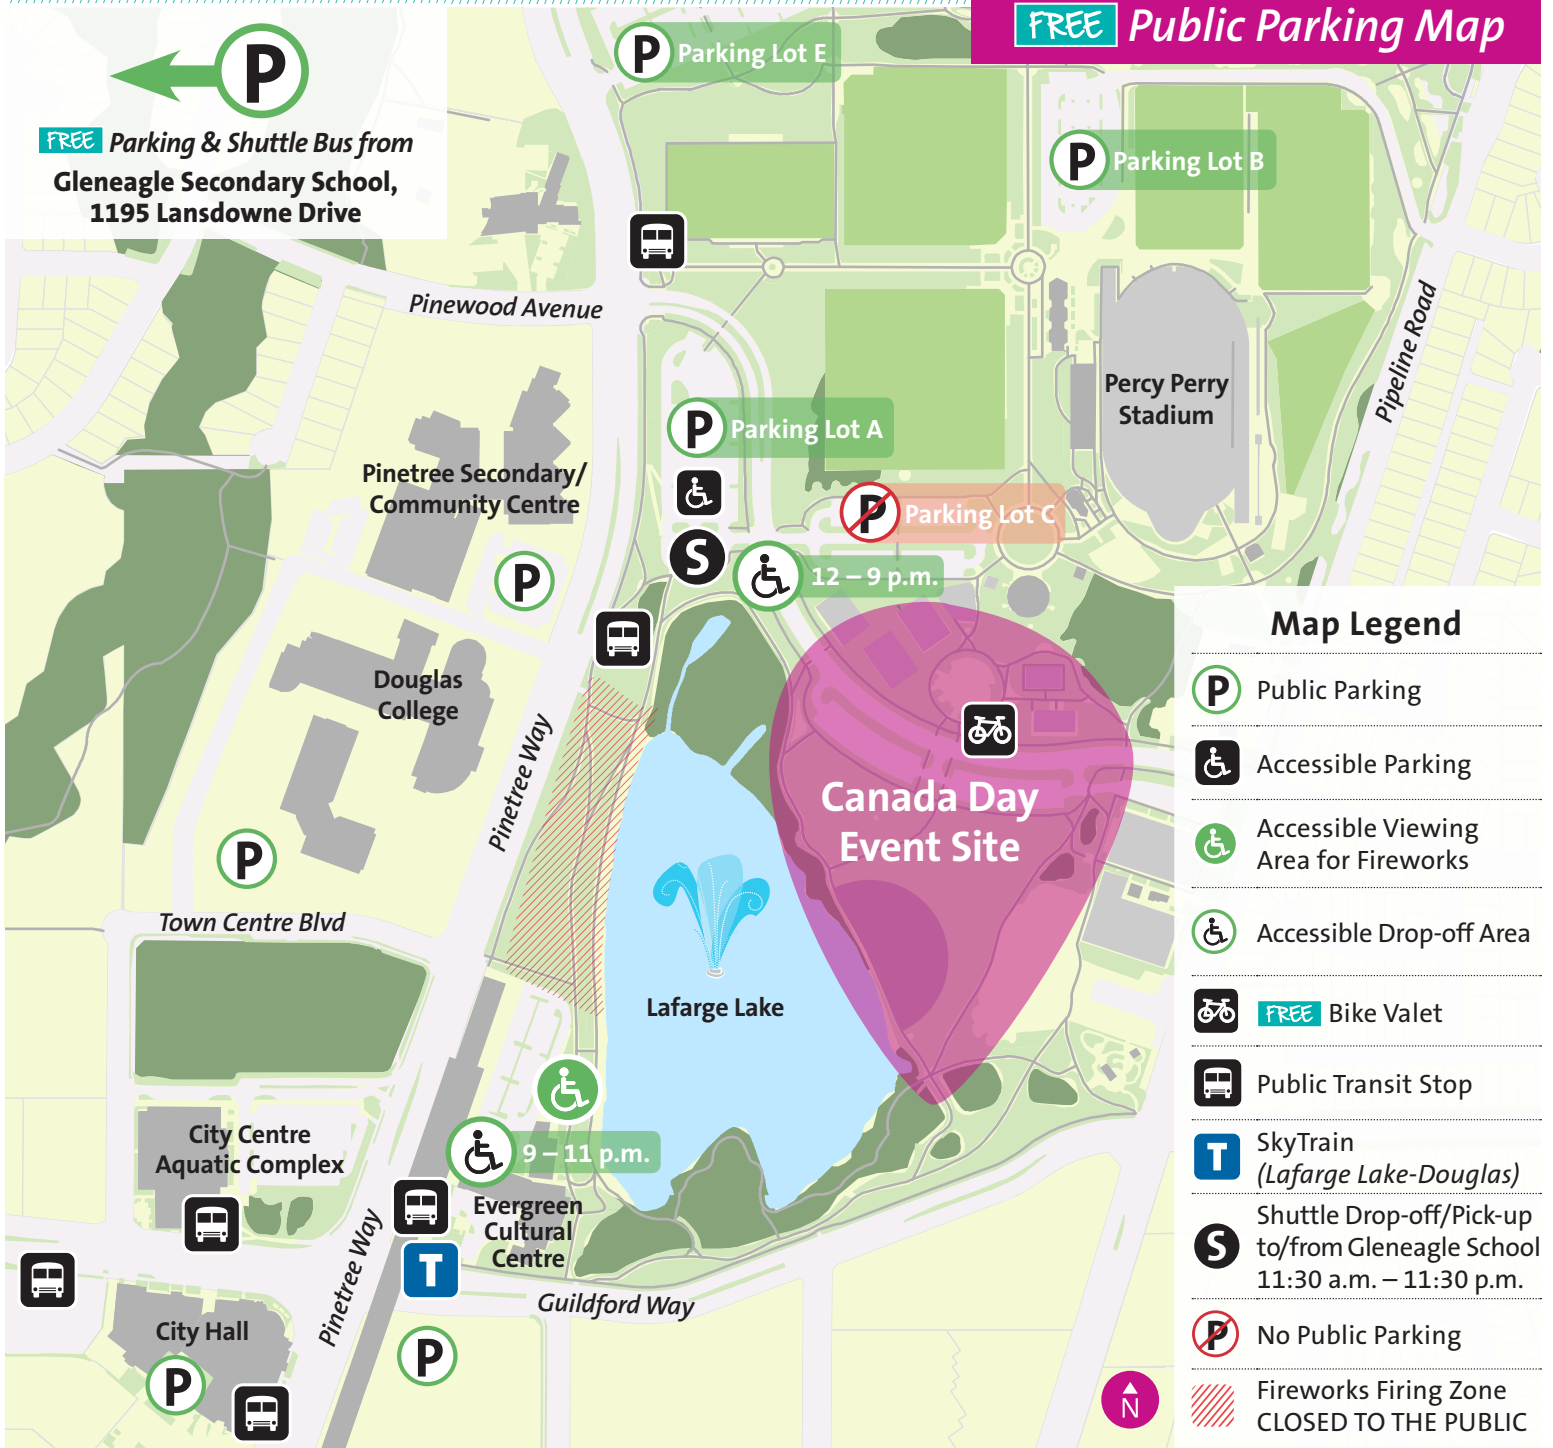 FREE Public Parking Map
P
FREE Parking & Shuttle Bus from
Gleneagle Secondary School,
1195 Lansdowne Drive
P Parking Lot E
P Parking Lot B
Pinewood Avenue
Pipeline Road
Percy Perry
Stadium
P Parking Lot A
Pinetree Secondary/
Community Centre
P Parking Lot C
S
12 – 9 p.m.
P
Douglas
College
Pinetree Way
Canada Day
Event Site
P
Town Centre Blvd
Lafarge Lake
City Centre
Aquatic Complex
9 – 11 p.m.
Evergreen
Cultural
Centre
T
Pinetree Way
Guildford Way
City Hall
P
P
N
Map Legend
P Public Parking
Accessible Parking
Accessible Viewing
Area for Fireworks
Accessible Drop-off Area
FREE Bike Valet
Public Transit Stop
T SkyTrain
(Lafarge Lake-Douglas)
S Shuttle Drop-off/Pick-up
to/from Gleneagle School
11:30 a.m. – 11:30 p.m.
P No Public Parking
Fireworks Firing Zone
CLOSED TO THE PUBLIC